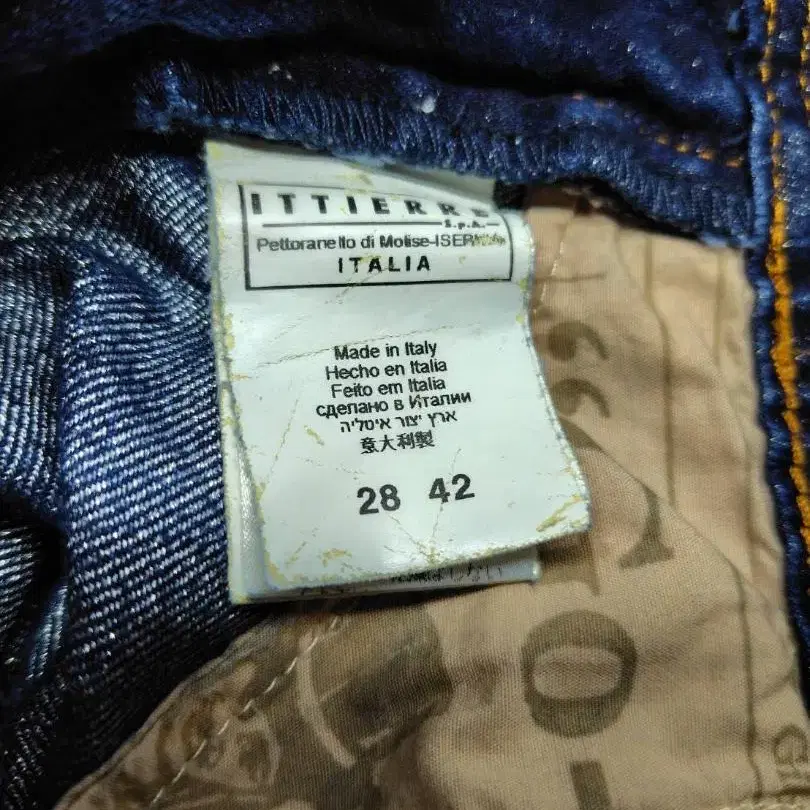 ITTIERRE
S.p.A.
Pettoranello di Molise-ISERNIA
ITALIA
Made in Italy
Hecho en Italia
Feito em Italia
сделано в Италии
ארץ יצור איטליה
意大利製
28 42